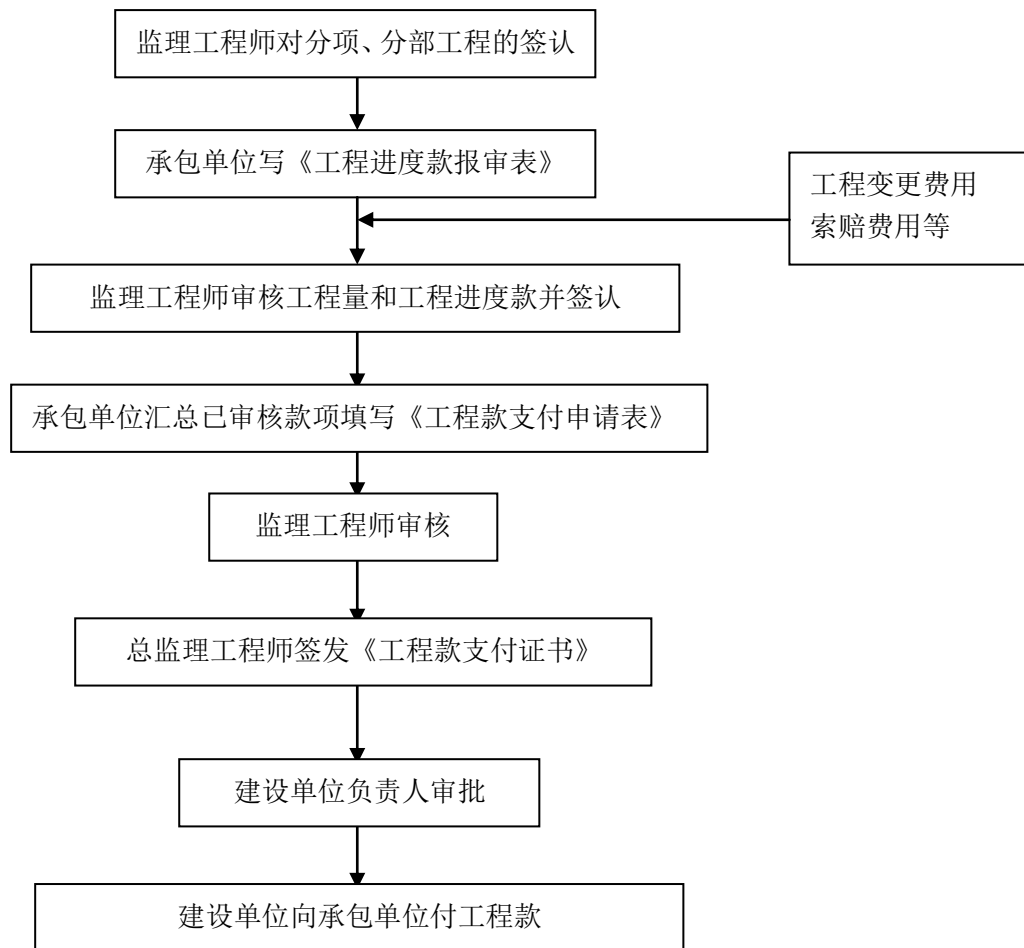 监理工程师对分项、分部工程的签认
承包单位写《工程进度款报审表》
工程变更费用
索赔费用等
监理工程师审核工程量和工程进度款并签认
承包单位汇总已审核款项填写《工程款支付申请表》
监理工程师审核
总监理工程师签发《工程款支付证书》
建设单位负责人审批
建设单位向承包单位付工程款